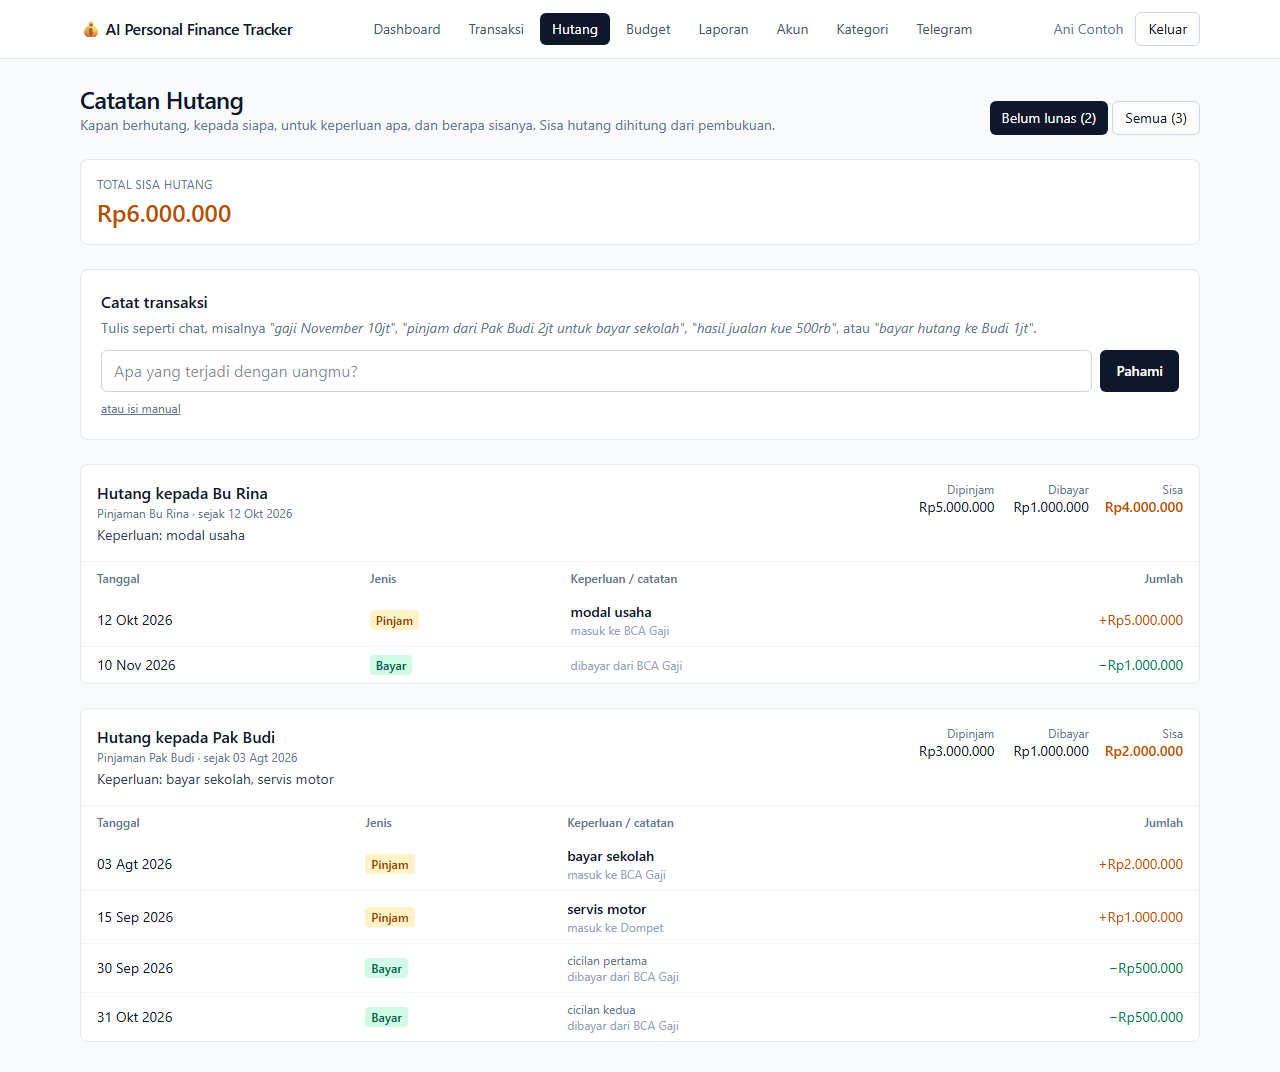 AI Personal Finance Tracker
Dashboard Transaksi Hutang Budget Laporan Akun Kategori Telegram
Ani Contoh Keluar
Catatan Hutang
Kapan berhutang, kepada siapa, untuk keperluan apa, dan berapa sisanya. Sisa hutang dihitung dari pembukuan.
Belum lunas (2) Semua (3)
TOTAL SISA HUTANG
Rp6.000.000
Catat transaksi
Tulis seperti chat, misalnya "gaji November 10jt", "pinjam dari Pak Budi 2jt untuk bayar sekolah", "hasil jualan kue 500rb", atau "bayar hutang ke Budi 1jt".
Apa yang terjadi dengan uangmu? Pahami
atau isi manual
Hutang kepada Bu Rina
Pinjaman Bu Rina · sejak 12 Okt 2026
Keperluan: modal usaha
Dipinjam Dibayar Sisa
Rp5.000.000 Rp1.000.000 Rp4.000.000
Tanggal Jenis Keperluan / catatan Jumlah
12 Okt 2026 Pinjam modal usaha +Rp5.000.000
masuk ke BCA Gaji
10 Nov 2026 Bayar dibayar dari BCA Gaji −Rp1.000.000
Hutang kepada Pak Budi
Pinjaman Pak Budi · sejak 03 Agt 2026
Keperluan: bayar sekolah, servis motor
Dipinjam Dibayar Sisa
Rp3.000.000 Rp1.000.000 Rp2.000.000
Tanggal Jenis Keperluan / catatan Jumlah
03 Agt 2026 Pinjam bayar sekolah +Rp2.000.000
masuk ke BCA Gaji
15 Sep 2026 Pinjam servis motor +Rp1.000.000
masuk ke Dompet
30 Sep 2026 Bayar cicilan pertama −Rp500.000
dibayar dari BCA Gaji
31 Okt 2026 Bayar cicilan kedua −Rp500.000
dibayar dari BCA Gaji